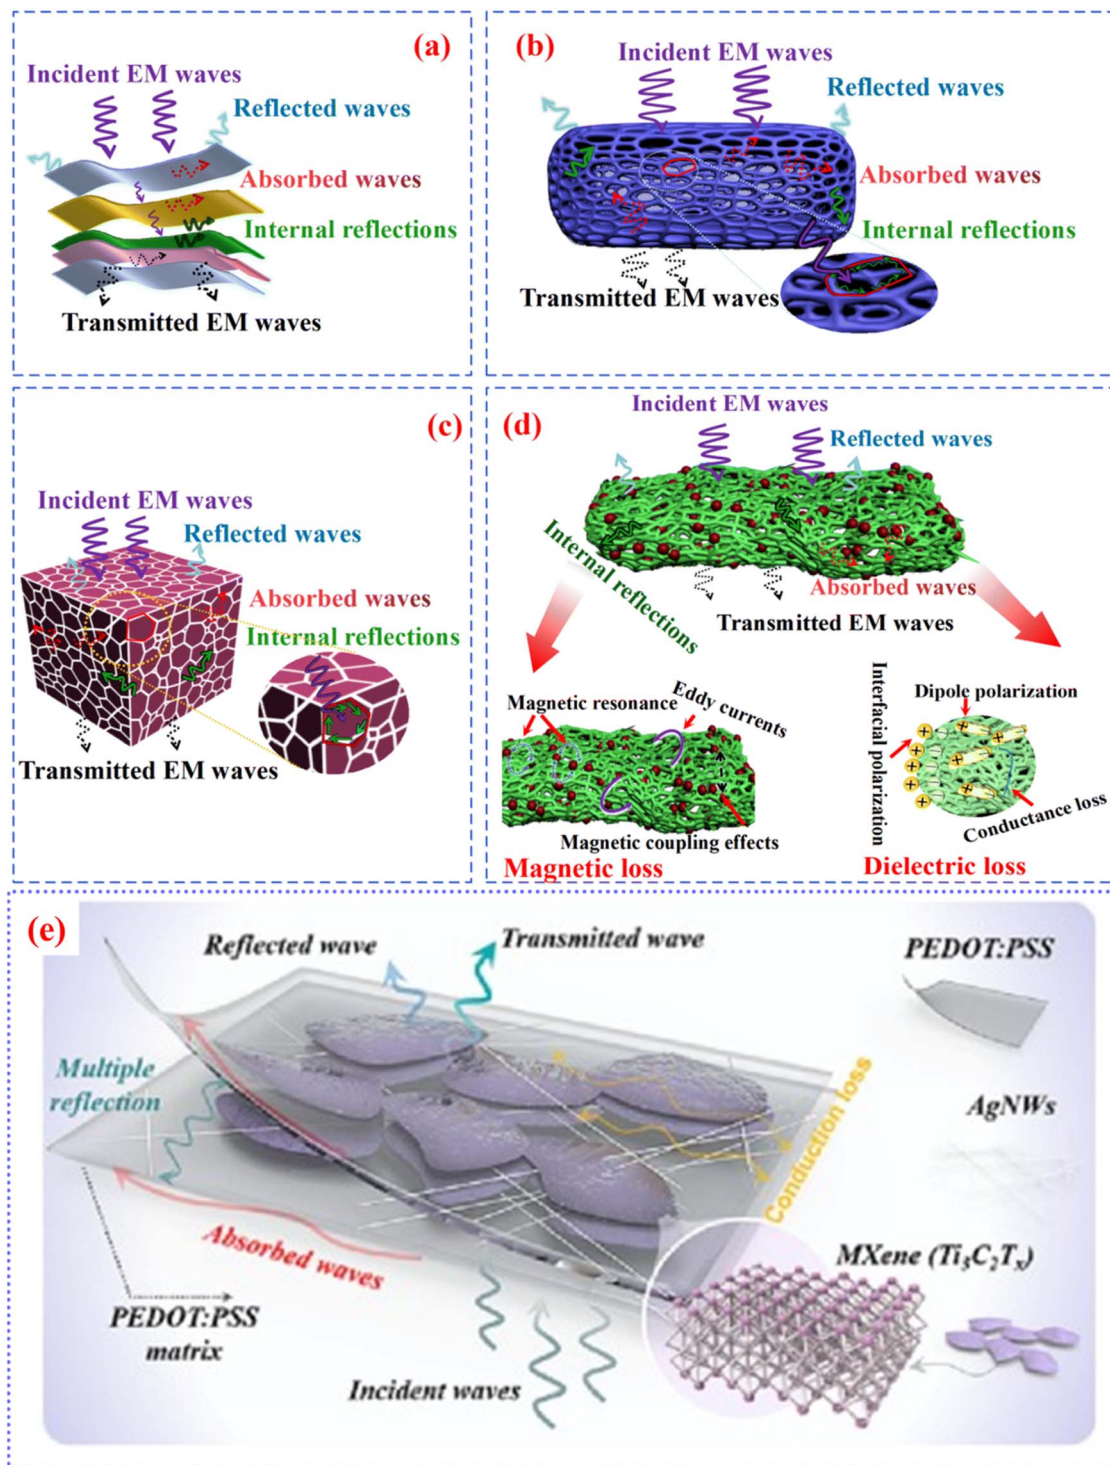 (a)
Incident EM waves
Reflected waves
Absorbed waves
Internal reflections
Transmitted EM waves
(b)
Incident EM waves
Reflected waves
Absorbed waves
Internal reflections
Transmitted EM waves
(c)
Incident EM waves
Reflected waves
Absorbed waves
Internal reflections
Transmitted EM waves
(d)
Incident EM waves
Reflected waves
Internal reflections
Absorbed waves
Transmitted EM waves
Magnetic resonance
Eddy currents
Magnetic coupling effects
Magnetic loss
Interfacial polarization
Dipole polarization
Conductance loss
Dielectric loss
(e)
Reflected wave
Transmitted wave
PEDOT:PSS
Multiple
reflection
AgNWs
Conduction loss
Absorbed waves
MXene (Ti₃C₂Tₓ)
PEDOT:PSS
matrix
Incident waves